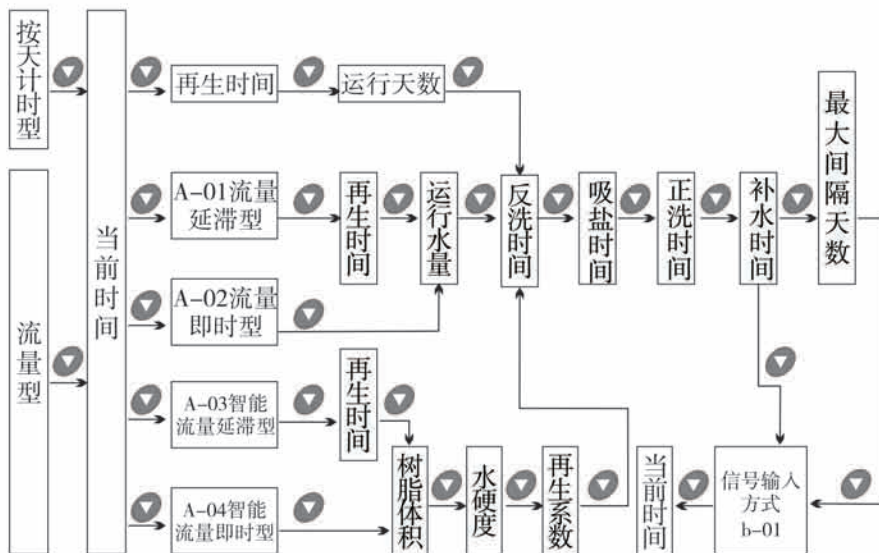 按天计时型
流量型
当前时间
再生时间
运行天数
A-01流量
延滞型
再生时间
运行水量
反洗时间
吸盐时间
正洗时间
补水时间
最大间隔天数
A-02流量
即时型
A-03智能
流量延滞型
再生时间
A-04智能
流量即时型
树脂体积
水硬度
再生系数
当前时间
信号输入
方式
b-01